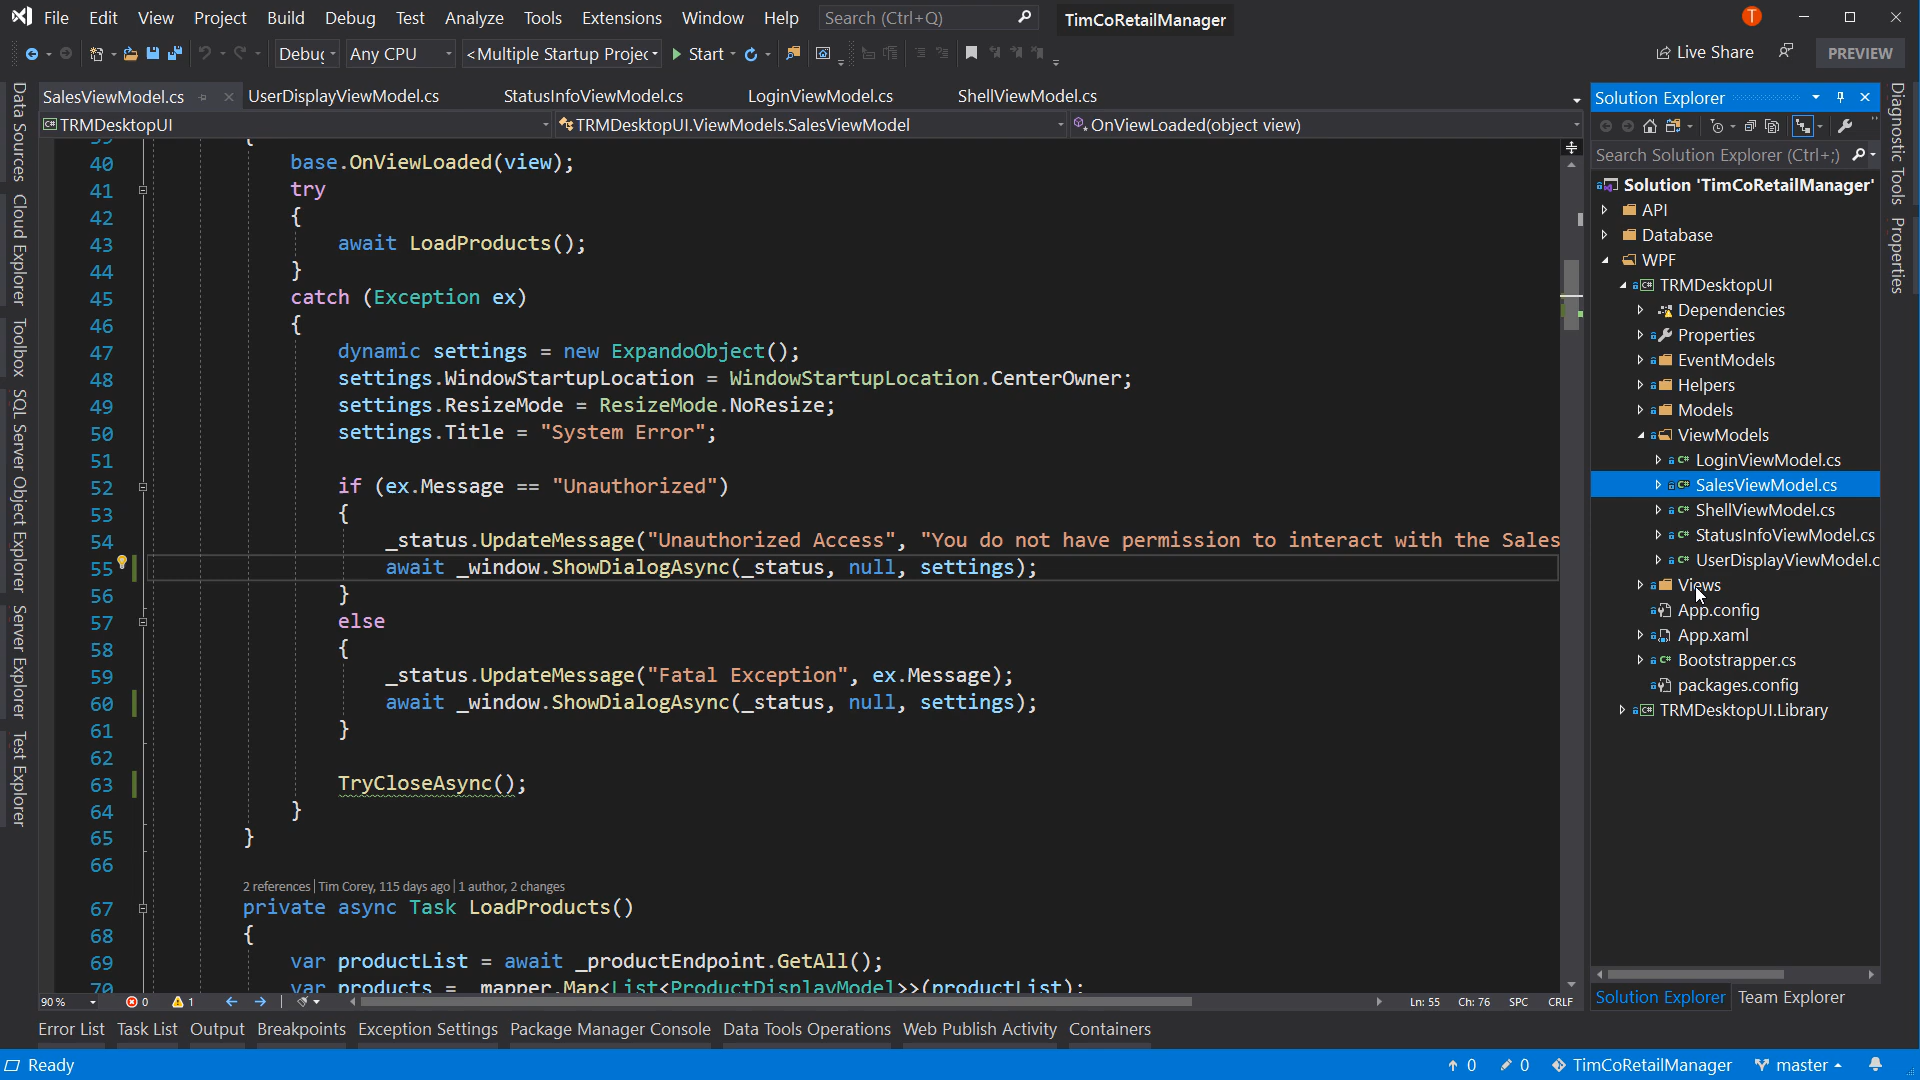 File Edit View Project Build Debug Test Analyze Tools Extensions Window Help Search (Ctrl+Q) TimCoRetailManager T
Debug Any CPU <Multiple Startup Projec Start Live Share PREVIEW
SalesViewModel.cs UserDisplayViewModel.cs StatusInfoViewModel.cs LoginViewModel.cs ShellViewModel.cs
TRMDesktopUI TRMDesktopUI.ViewModels.SalesViewModel OnViewLoaded(object view)
Data Sources
Cloud Explorer
Toolbox
SQL Server Object Explorer
Server Explorer
Test Explorer
40 base.OnViewLoaded(view);
41 try
42 {
43 await LoadProducts();
44 }
45 catch (Exception ex)
46 {
47 dynamic settings = new ExpandoObject();
48 settings.WindowStartupLocation = WindowStartupLocation.CenterOwner;
49 settings.ResizeMode = ResizeMode.NoResize;
50 settings.Title = "System Error";
51
52 if (ex.Message == "Unauthorized")
53 {
54 _status.UpdateMessage("Unauthorized Access", "You do not have permission to interact with the Sales
55 await _window.ShowDialogAsync(_status, null, settings);
56 }
57 else
58 {
59 _status.UpdateMessage("Fatal Exception", ex.Message);
60 await _window.ShowDialogAsync(_status, null, settings);
61 }
62
63 TryCloseAsync();
64 }
65 }
66
2 references | Tim Corey, 115 days ago | 1 author, 2 changes
67 private async Task LoadProducts()
68 {
69 var productList = await _productEndpoint.GetAll();
70 var products = _mapper.Map<List<ProductDisplayModel>>(productList);
90 % 0 1 Ln: 55 Ch: 76 SPC CRLF
Solution Explorer
Search Solution Explorer (Ctrl+;)
Solution 'TimCoRetailManager'
API
Database
WPF
TRMDesktopUI
Dependencies
Properties
EventModels
Helpers
Models
ViewModels
LoginViewModel.cs
SalesViewModel.cs
ShellViewModel.cs
StatusInfoViewModel.cs
UserDisplayViewModel.c
Views
App.config
App.xaml
Bootstrapper.cs
packages.config
TRMDesktopUI.Library
Solution Explorer Team Explorer
Diagnostic Tools
Properties
Error List Task List Output Breakpoints Exception Settings Package Manager Console Data Tools Operations Web Publish Activity Containers
Ready 0 0 TimCoRetailManager master